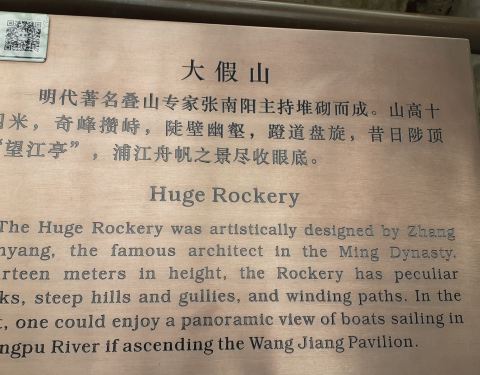 大假山
明代著名叠山专家张南阳主持堆砌而成。山高十
米，奇峰攒峙，陡壁幽壑，蹬道盘旋，昔日陟顶
“望江亭”，浦江舟帆之景尽收眼底。
Huge Rockery
The Huge Rockery was artistically designed by Zhang
nyang, the famous architect in the Ming Dynasty.
rteen meters in height, the Rockery has peculiar
ks, steep hills and gullies, and winding paths. In the
t, one could enjoy a panoramic view of boats sailing in
ngpu River if ascending the Wang Jiang Pavilion.